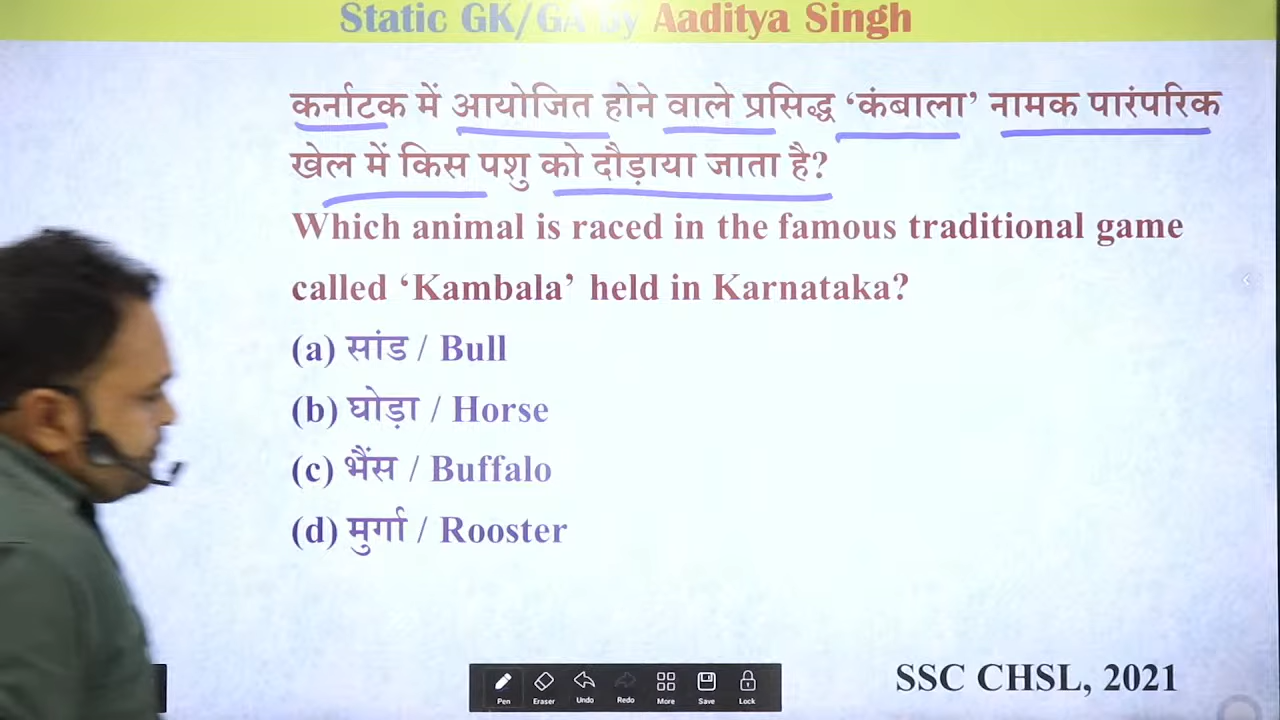 Static GK/GA By Aaditya Singh
कर्नाटक में आयोजित होने वाले प्रसिद्ध ‘कंबाला’ नामक पारंपरिक
खेल में किस पशु को दौड़ाया जाता है?
Which animal is raced in the famous traditional game
called ‘Kambala’ held in Karnataka?
(a) सांड / Bull
(b) घोड़ा / Horse
(c) भैंस / Buffalo
(d) मुर्गा / Rooster
SSC CHSL, 2021
Pen Eraser Undo Redo More Save Lock